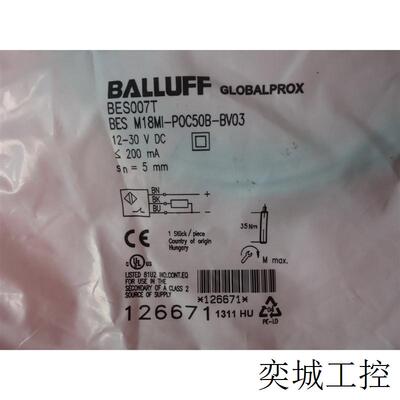 BALLUFF GLOBALPROX
BES007T
BES M18MI-POC50B-BV03
12-30 V DC
≤ 200 mA
sn = 5 mm
BN
BK
BU
35Nm
M max.
CE
1 Stück / piece
Country of origin
Hungary
c UL US
LISTED 81U2 IND.CONT.EQ
FOR USE IN THE
SECONDARY OF A CLASS 2
SOURCE OF SUPPLY
*126671*
126671 1311 HU
PE-LD
奕城工控